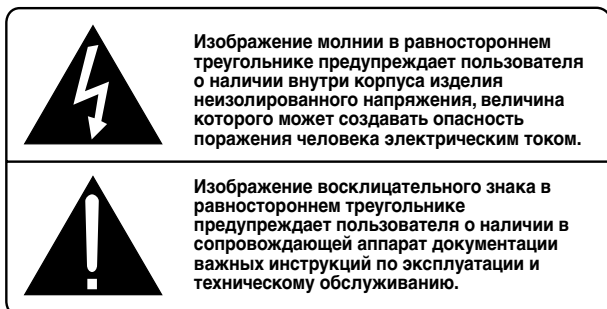 Изображение молнии в равностороннем
треугольнике предупреждает пользователя
о наличии внутри корпуса изделия
неизолированного напряжения, величина
которого может создавать опасность
поражения человека электрическим током.
Изображение восклицательного знака в
равностороннем треугольнике
предупреждает пользователя о наличии в
сопровождающей аппарат документации
важных инструкций по эксплуатации и
техническому обслуживанию.